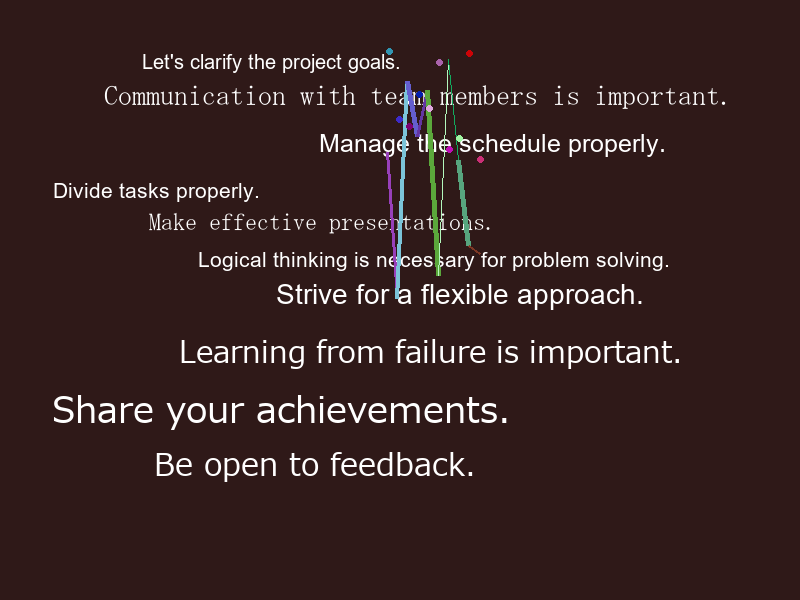 Let's clarify the project goals.
Communication with team members is important.
Manage the schedule properly.
Divide tasks properly.
Make effective presentations.
Logical thinking is necessary for problem solving.
Strive for a flexible approach.
Learning from failure is important.
Share your achievements.
Be open to feedback.